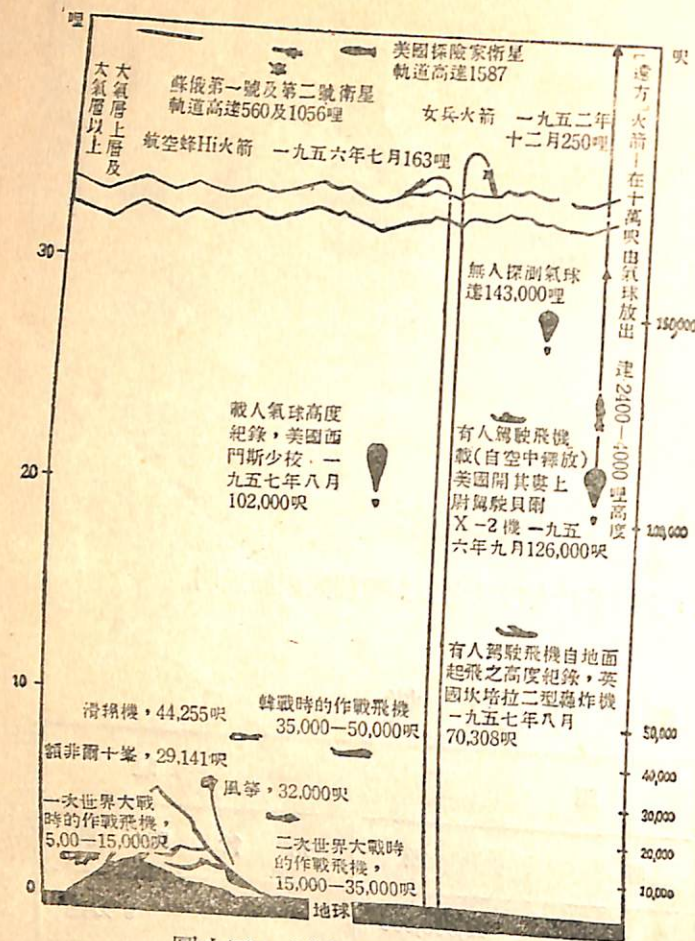 哩
呎
美國探險家衛星
軌道高達1587
蘇俄第一號及第二號衛星
軌道高達560及1056哩
大氣層上層及
大氣層以上
女兵火箭 一九五二年
十二月250哩
航空蜂Hi火箭 一九五六年七月163哩
「遠方」火箭—在十萬呎由氣球放出 達2400—4000哩高度
30
無人探測氣球
達143,000哩
150,000
載人氣球高度
紀錄,美國西
門斯少校.一
九五七年八月
102,000呎
有人駕駛飛機
載(自空中釋放)
美國開其與上
尉駕駛貝爾
X-2機 一九五
六年九月126,000呎
20
100,000
有人駕駛飛機自地面
起飛之高度紀錄,英
國坎培拉二型轟炸機
一九五七年八月
70,308呎
10
滑翔機,44,255呎
韓戰時的作戰飛機
35,000—50,000呎
50,000
額非爾士峯,29,141呎
40,000
風箏,32.000呎
一次世界大戰
時的作戰飛機,
5,00—15,000呎
30,000
二次世界大戰時
的作戰飛機,
15,000—35,000呎
20,000
10,000
0
地球